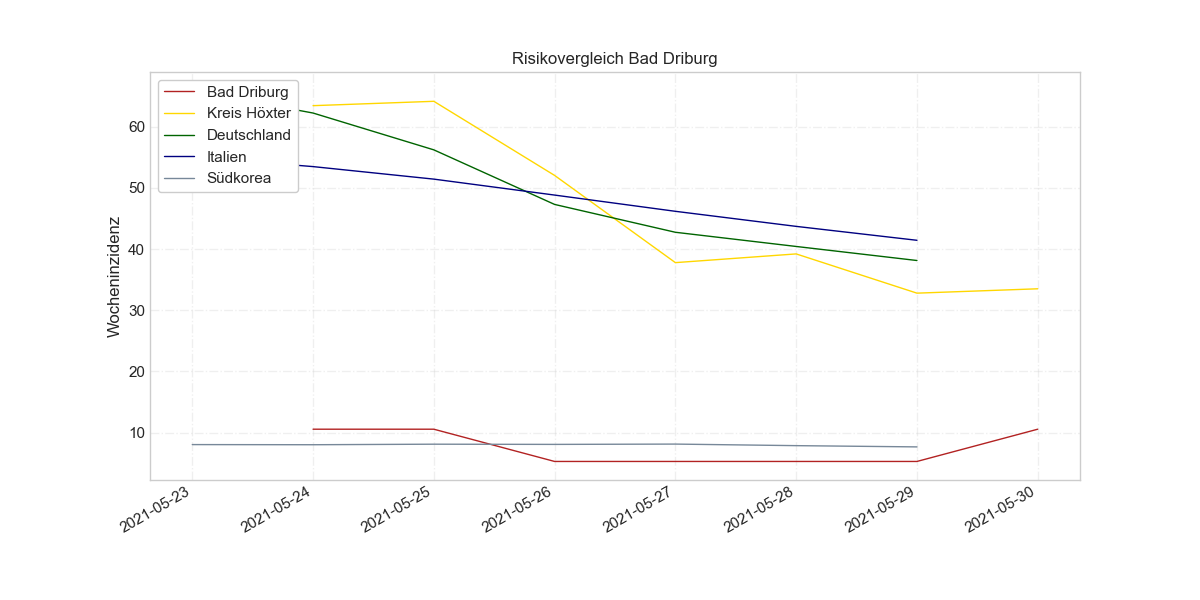 Risikovergleich Bad Driburg
Bad Driburg
Kreis Höxter
Deutschland
Italien
Südkorea
Wocheninzidenz
60
50
40
30
20
10
2021-05-23
2021-05-24
2021-05-25
2021-05-26
2021-05-27
2021-05-28
2021-05-29
2021-05-30